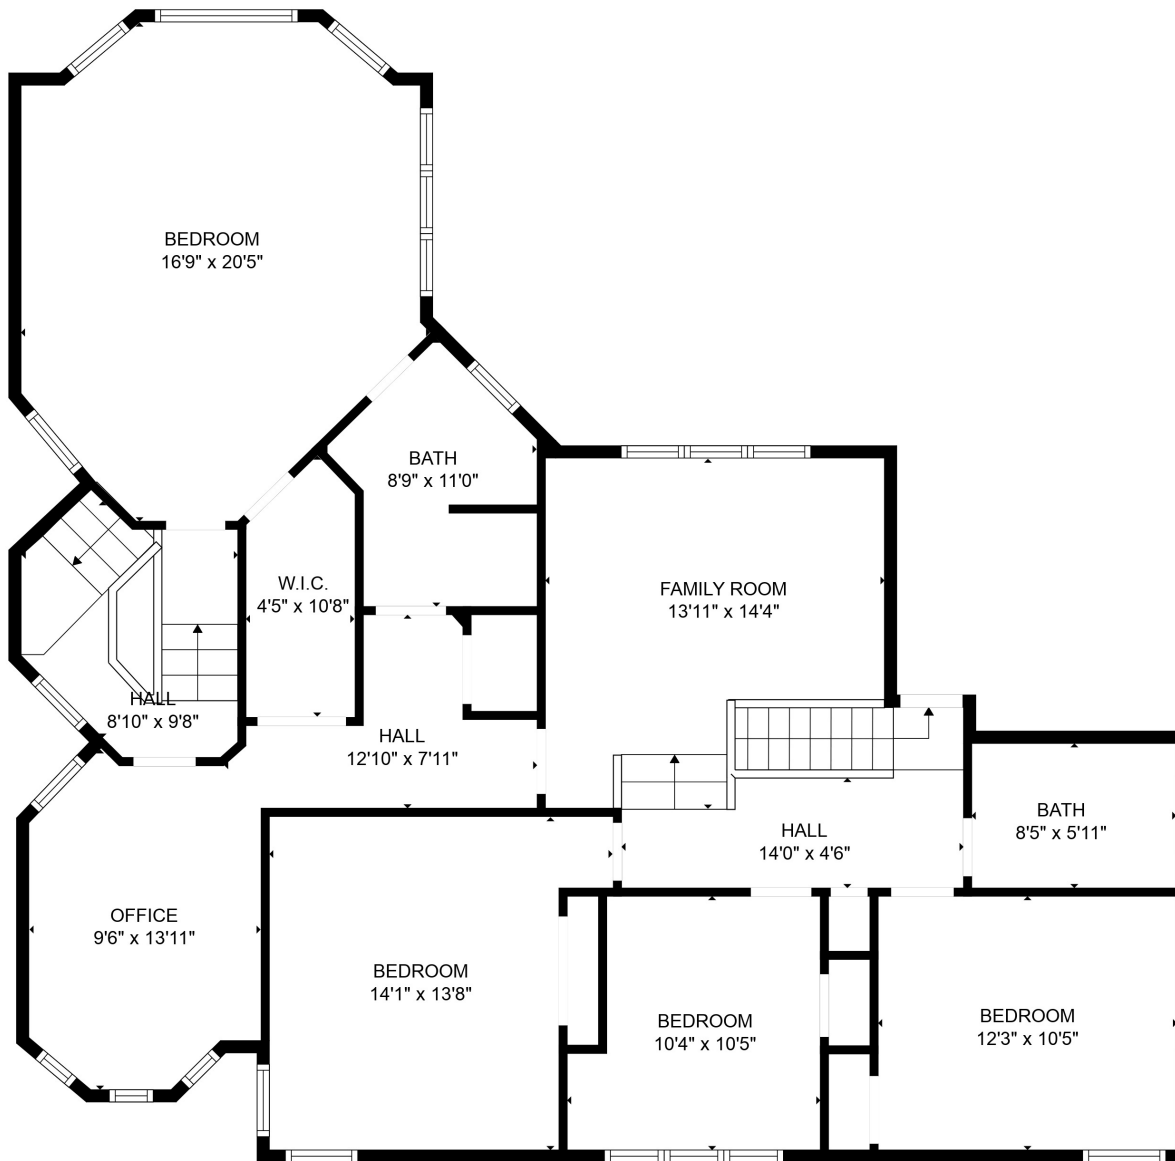 BEDROOM
16'9" x 20'5"
BATH
8'9" x 11'0"
W.I.C.
4'5" x 10'8"
FAMILY ROOM
13'11" x 14'4"
HALL
8'10" x 9'8"
HALL
12'10" x 7'11"
HALL
14'0" x 4'6"
BATH
8'5" x 5'11"
OFFICE
9'6" x 13'11"
BEDROOM
14'1" x 13'8"
BEDROOM
10'4" x 10'5"
BEDROOM
12'3" x 10'5"